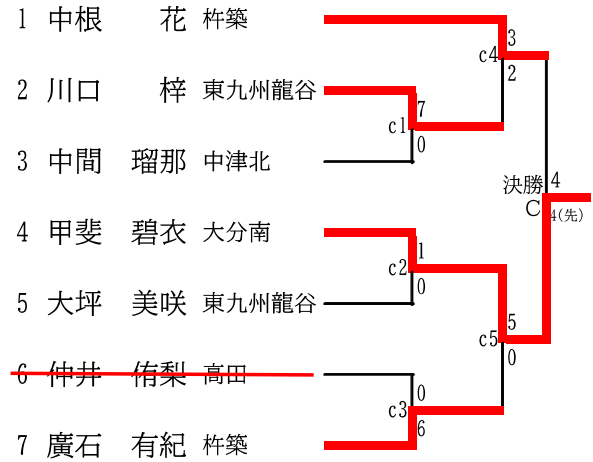 1 中根 花 杵築
3
c4
2
2 川口 梓 東九州龍谷
7
c1
0
3 中間 瑠那 中津北
決勝 4
C 4(先)
4 甲斐 碧衣 大分南
1
c2
0
5 大坪 美咲 東九州龍谷
5
c5
0
6 仲井 侑梨 高田
0
c3
6
7 廣石 有紀 杵築